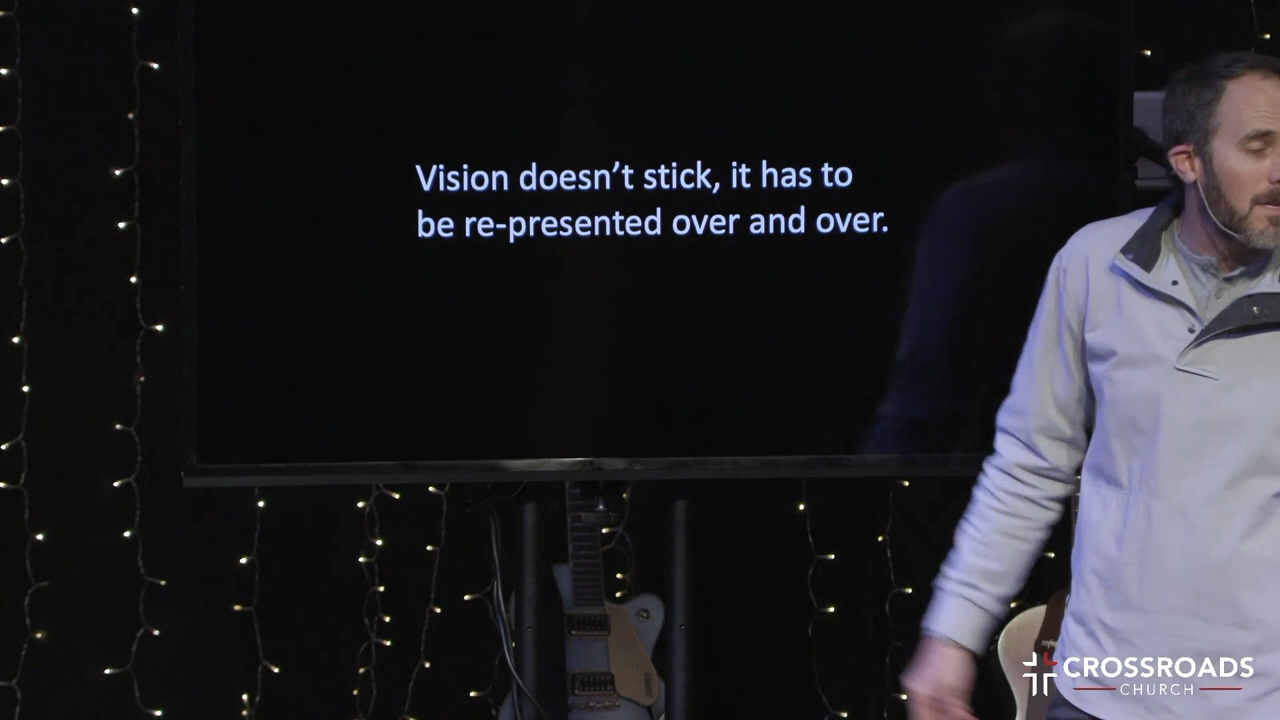 Vision doesn’t stick, it has to
be re-presented over and over.
CROSSROADS
CHURCH